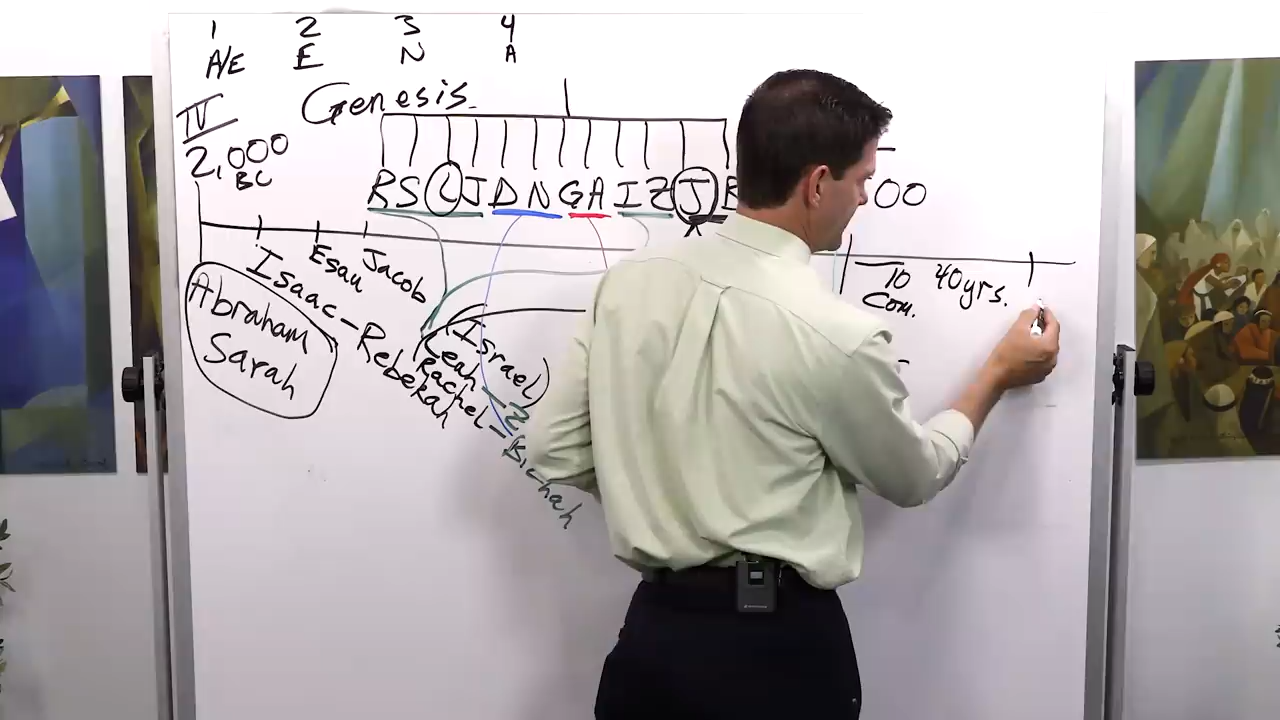 1 2 3 4
A/E E N A
IV
Genesis
2,000
BC
R S L J D N G A I Z J B
00
Isaac - Rebekah
Esau
Jacob
(Israel)
Abraham
Sarah
Leah - Z
Rachel - Bilhah
10
Com.
40yrs.